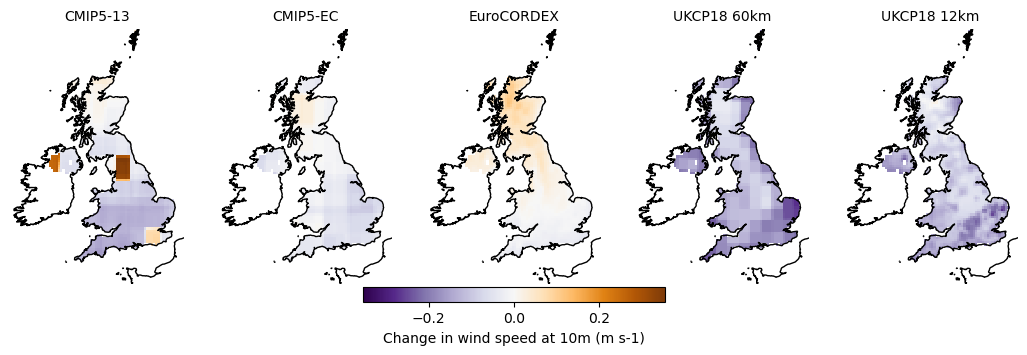 CMIP5-13
CMIP5-EC
EuroCORDEX
UKCP18 60km
UKCP18 12km
−0.2
0.0
0.2
Change in wind speed at 10m (m s-1)